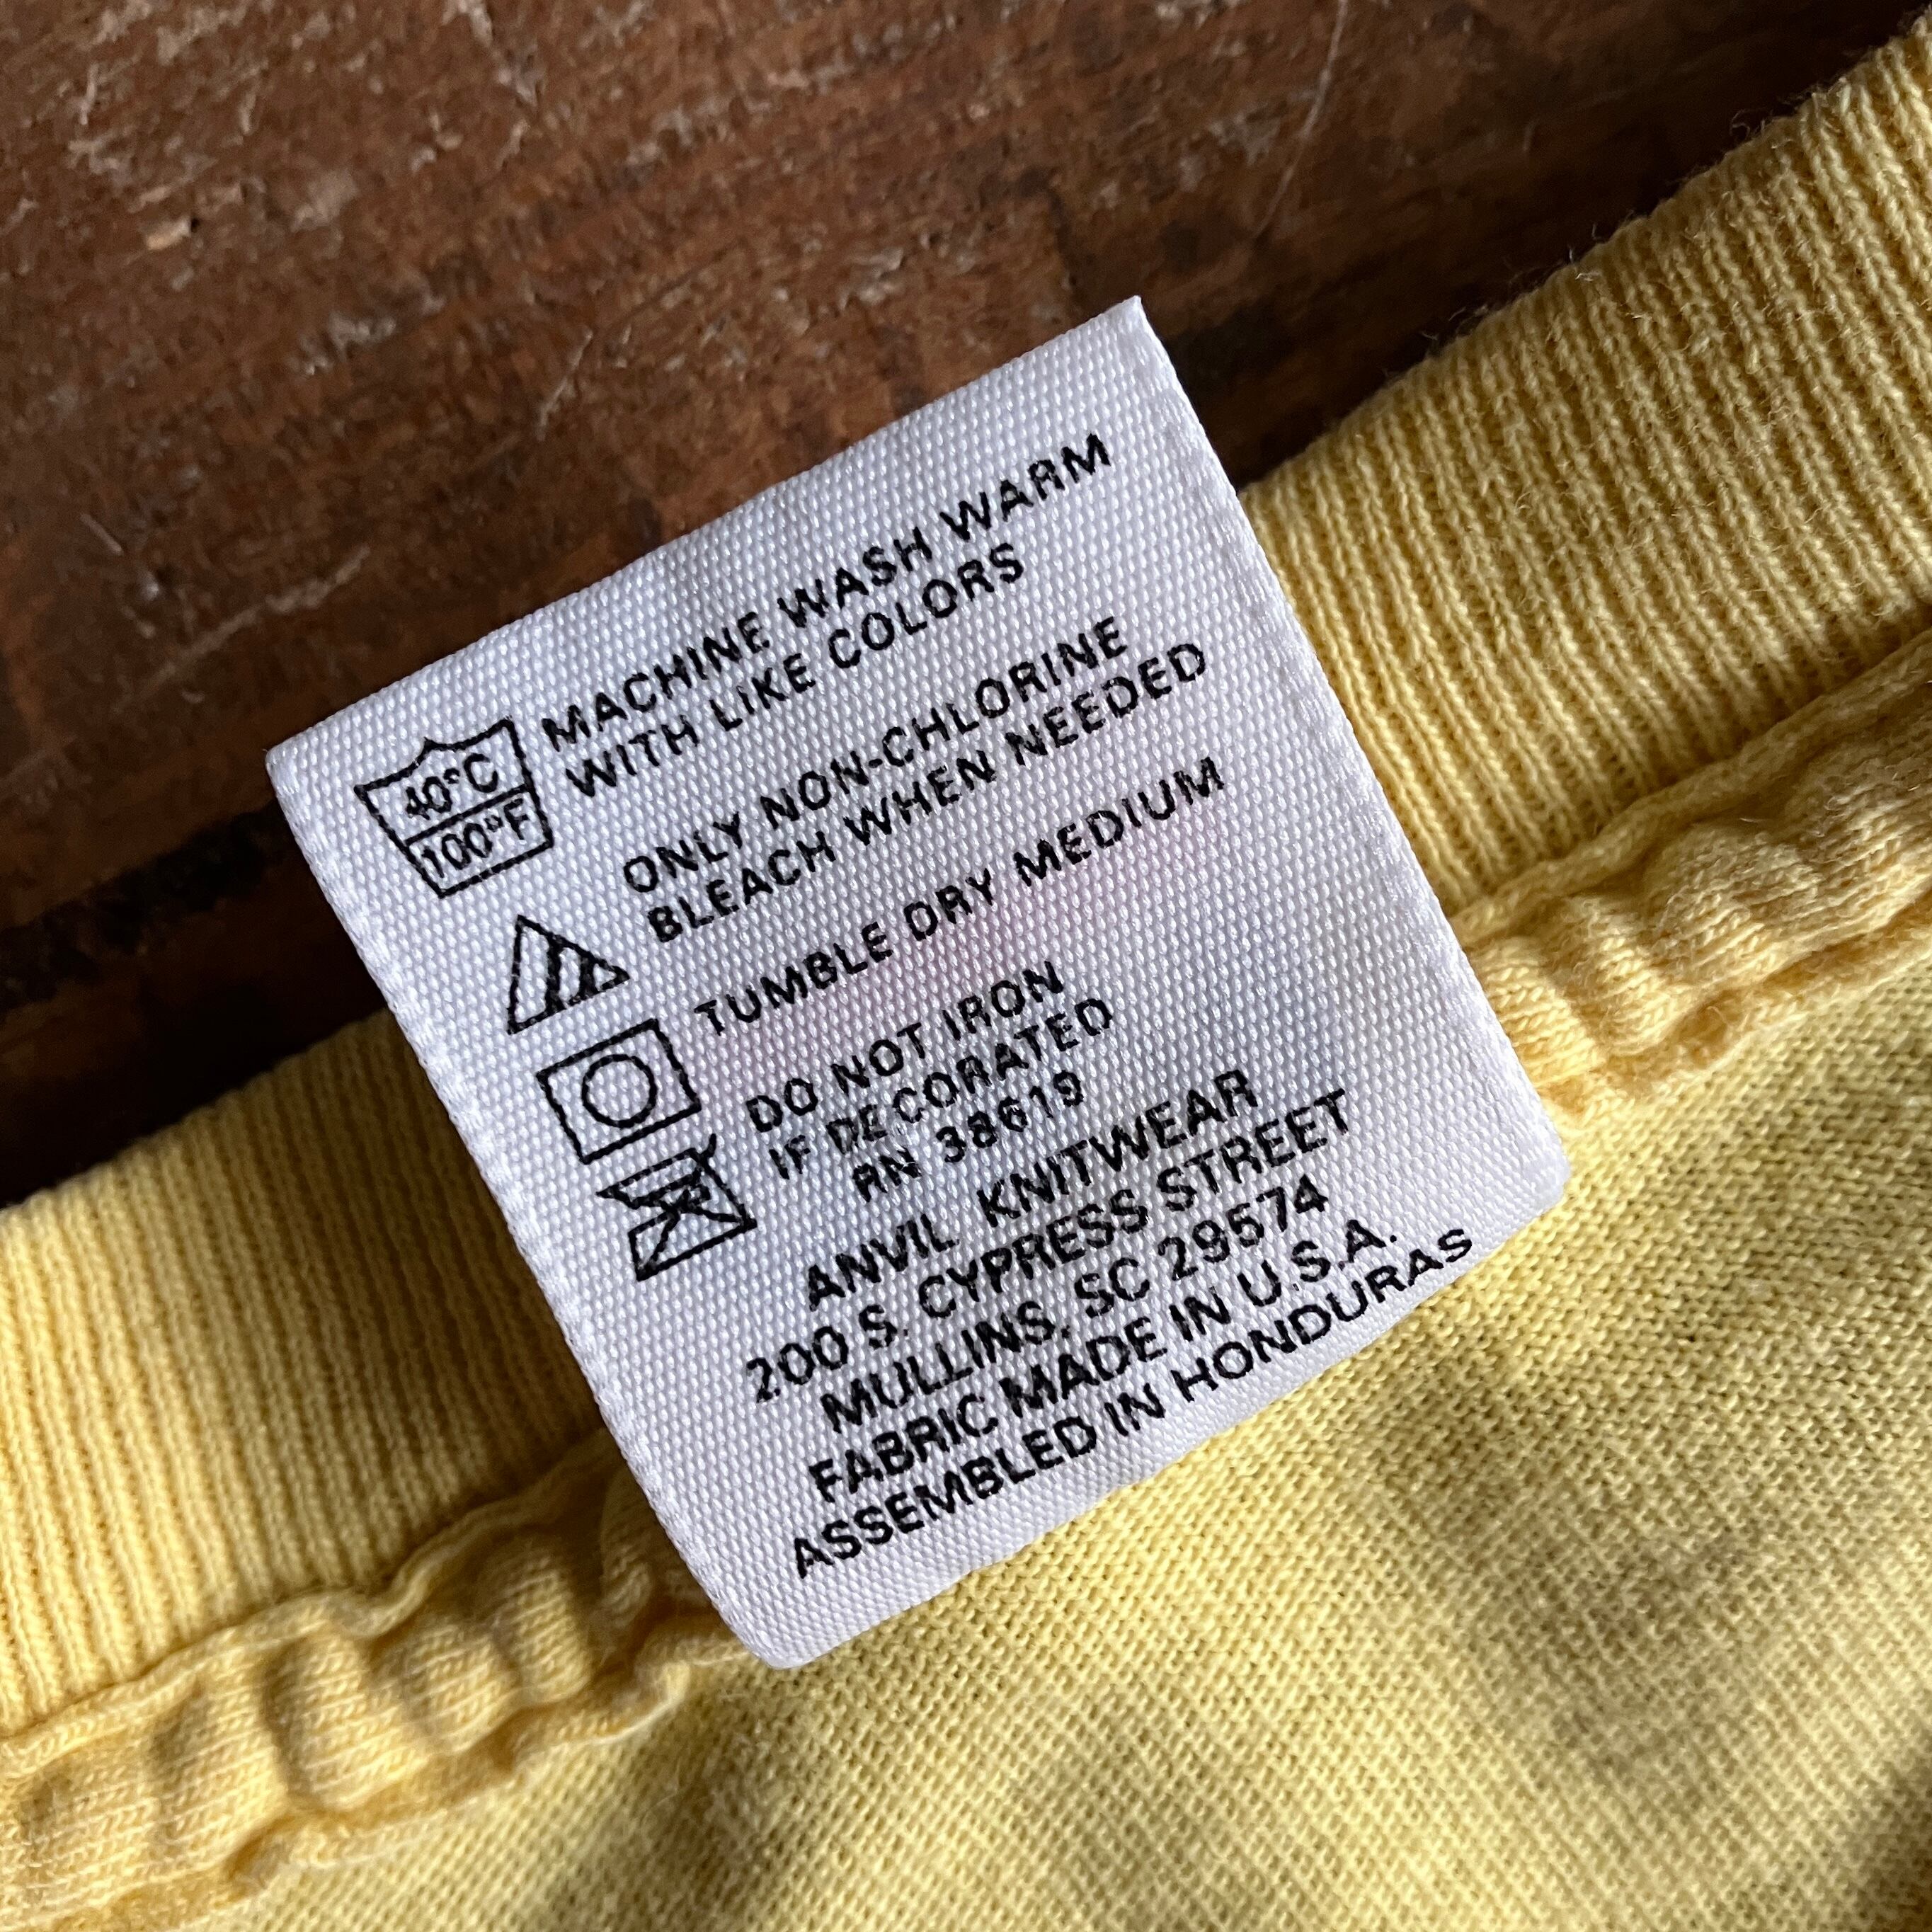 MACHINE WASH WARM
WITH LIKE COLORS
40°C
100°F
ONLY NON-CHLORINE
BLEACH WHEN NEEDED
TUMBLE DRY MEDIUM
DO NOT IRON
IF DECORATED
RN 38619
ANVIL KNITWEAR
200 S. CYPRESS STREET
MULLINS, SC 29574
FABRIC MADE IN U.S.A.
ASSEMBLED IN HONDURAS